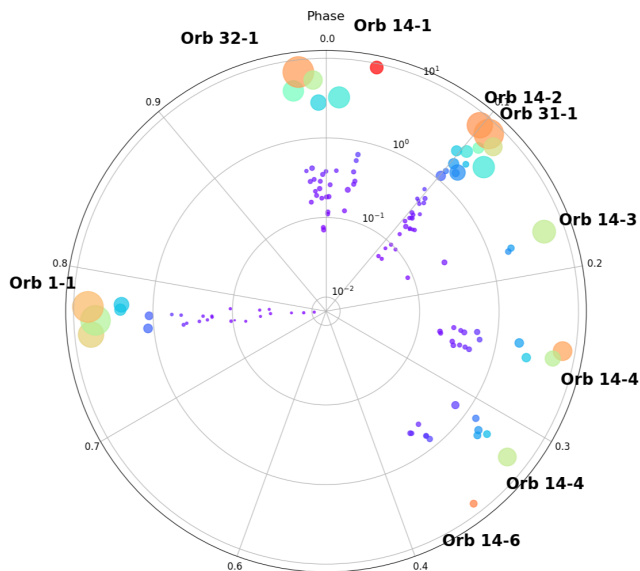 Phase
Orb 14-1
Orb 32-1
0.0
10¹
Orb 14-2
0.1
Orb 31-1
0.9
10⁰
10⁻¹
Orb 14-3
0.8
0.2
Orb 1-1
10⁻²
Orb 14-4
0.7
0.3
Orb 14-4
Orb 14-6
0.6
0.4